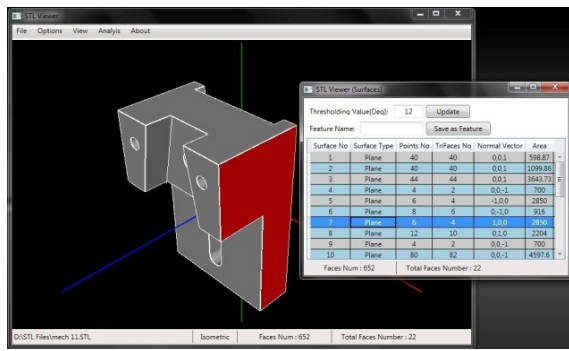 STL Viewer
File Options View Analyis About
STL Viewer (Surfaces)
Thresholding Value(Deg): 12 Update
Feature Name: Save as Feature
Surface No Surface Type Points No TriFaces No Normal Vector Area
1 Plane 40 40 0,0,1 598.87
2 Plane 40 40 0,0,1 1099.86
3 Plane 44 44 0,0,1 3643.73
4 Plane 4 2 0,0,-1 700
5 Plane 6 4 -1,0,0 2850
6 Plane 8 6 0,-1,0 916
7 Plane 6 4 1,0,0 2850
8 Plane 12 10 0,1,0 2204
9 Plane 4 2 0,0,-1 700
10 Plane 80 82 0,0,-1 4597.6
Faces Num : 652 Total Faces Number : 22
D:\STL Files\mech 11.STL Isometric Faces Num : 652 Total Faces Number : 22